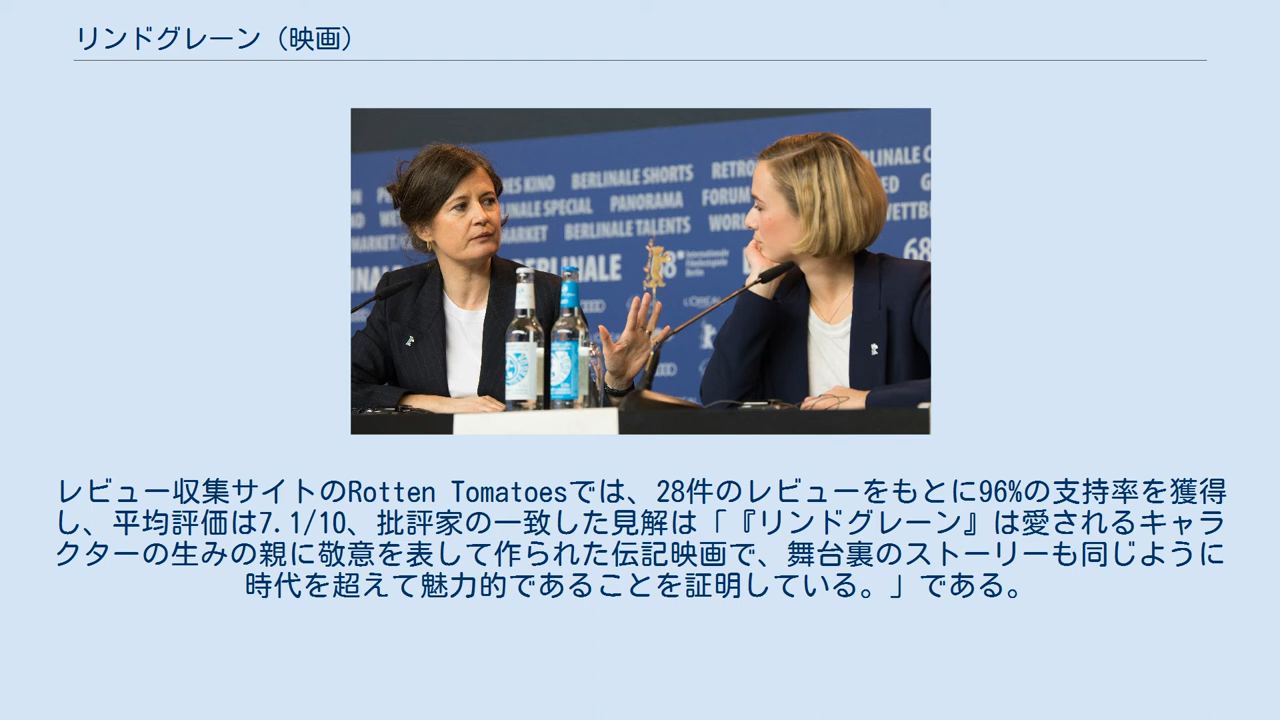 リンドグレーン（映画）
KES KINO BERLINALE SHORTS RETRO
BERLINALE SPECIAL PANORAMA FORUM
MARKET BERLINALE TALENTS WORL
BERLINALE
68
Internationale
Filmfestspiele
Berlin
L'ORÉAL
レビュー収集サイトのRotten Tomatoesでは、28件のレビューをもとに96%の支持率を獲得
し、平均評価は7.1/10、批評家の一致した見解は「『リンドグレーン』は愛されるキャラ
クターの生みの親に敬意を表して作られた伝記映画で、舞台裏のストーリーも同じように
時代を超えて魅力的であることを証明している。」である。